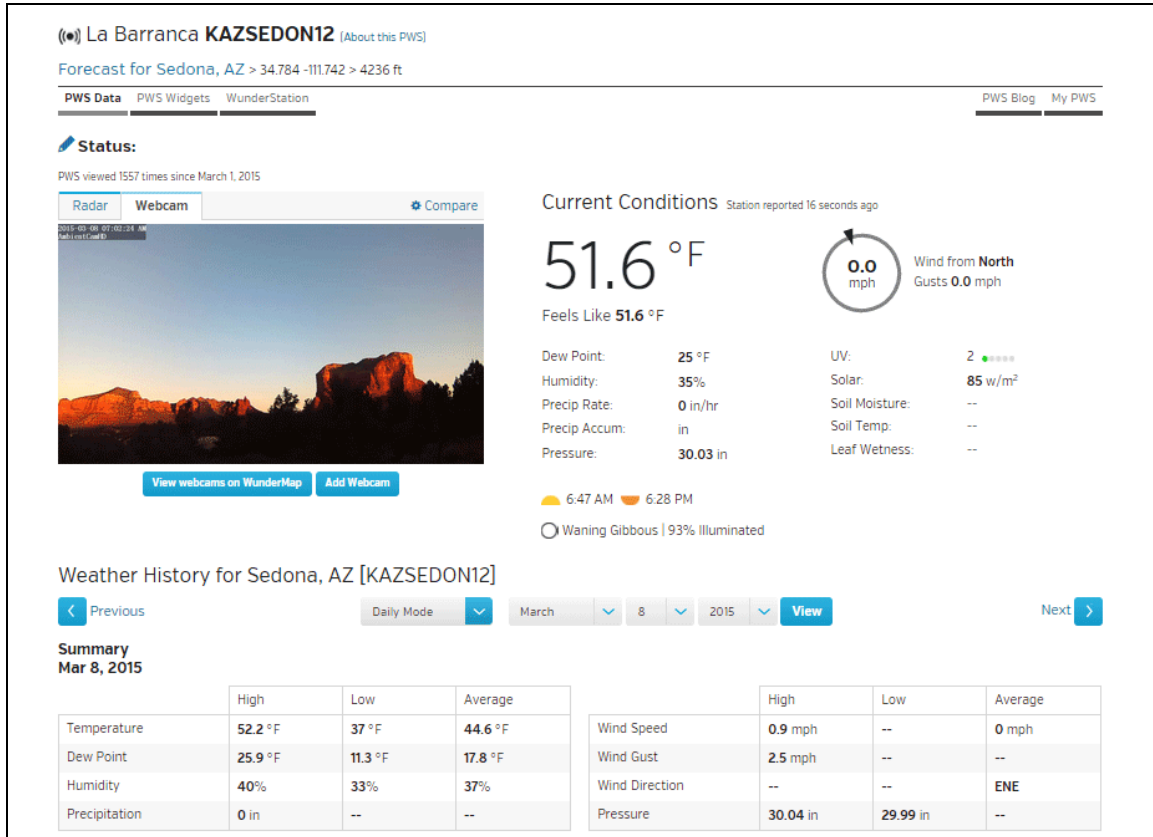 La Barranca KAZSEDON12 (About this PWS)
Forecast for Sedona, AZ > 34.784 -111.742 > 4236 ft
PWS Data PWS Widgets WunderStation PWS Blog My PWS
Status:
PWS viewed 1557 times since March 1, 2015
Radar Webcam Compare
2015-03-08 07:02:24 AM
AmbientCamHD
View webcams on WunderMap Add Webcam
Current Conditions Station reported 16 seconds ago
51.6 °F
Feels Like 51.6 °F
0.0
mph
Wind from North
Gusts 0.0 mph
Dew Point: 25 °F
Humidity: 35%
Precip Rate: 0 in/hr
Precip Accum: in
Pressure: 30.03 in
UV: 2
Solar: 85 w/m²
Soil Moisture: --
Soil Temp: --
Leaf Wetness: --
6:47 AM 6:28 PM
Waning Gibbous | 93% Illuminated
Weather History for Sedona, AZ [KAZSEDON12]
Previous Daily Mode March 8 2015 View Next
Summary
Mar 8, 2015
High Low Average
Temperature 52.2 °F 37 °F 44.6 °F
Dew Point 25.9 °F 11.3 °F 17.8 °F
Humidity 40% 33% 37%
Precipitation 0 in -- --
High Low Average
Wind Speed 0.9 mph -- 0 mph
Wind Gust 2.5 mph -- --
Wind Direction -- -- ENE
Pressure 30.04 in 29.99 in --